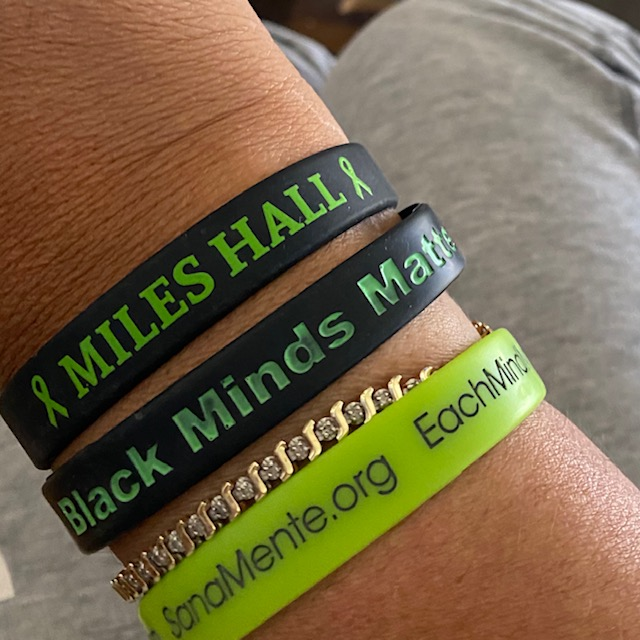 MILES HALL
Black Minds Matte
SanaMente.org EachMind